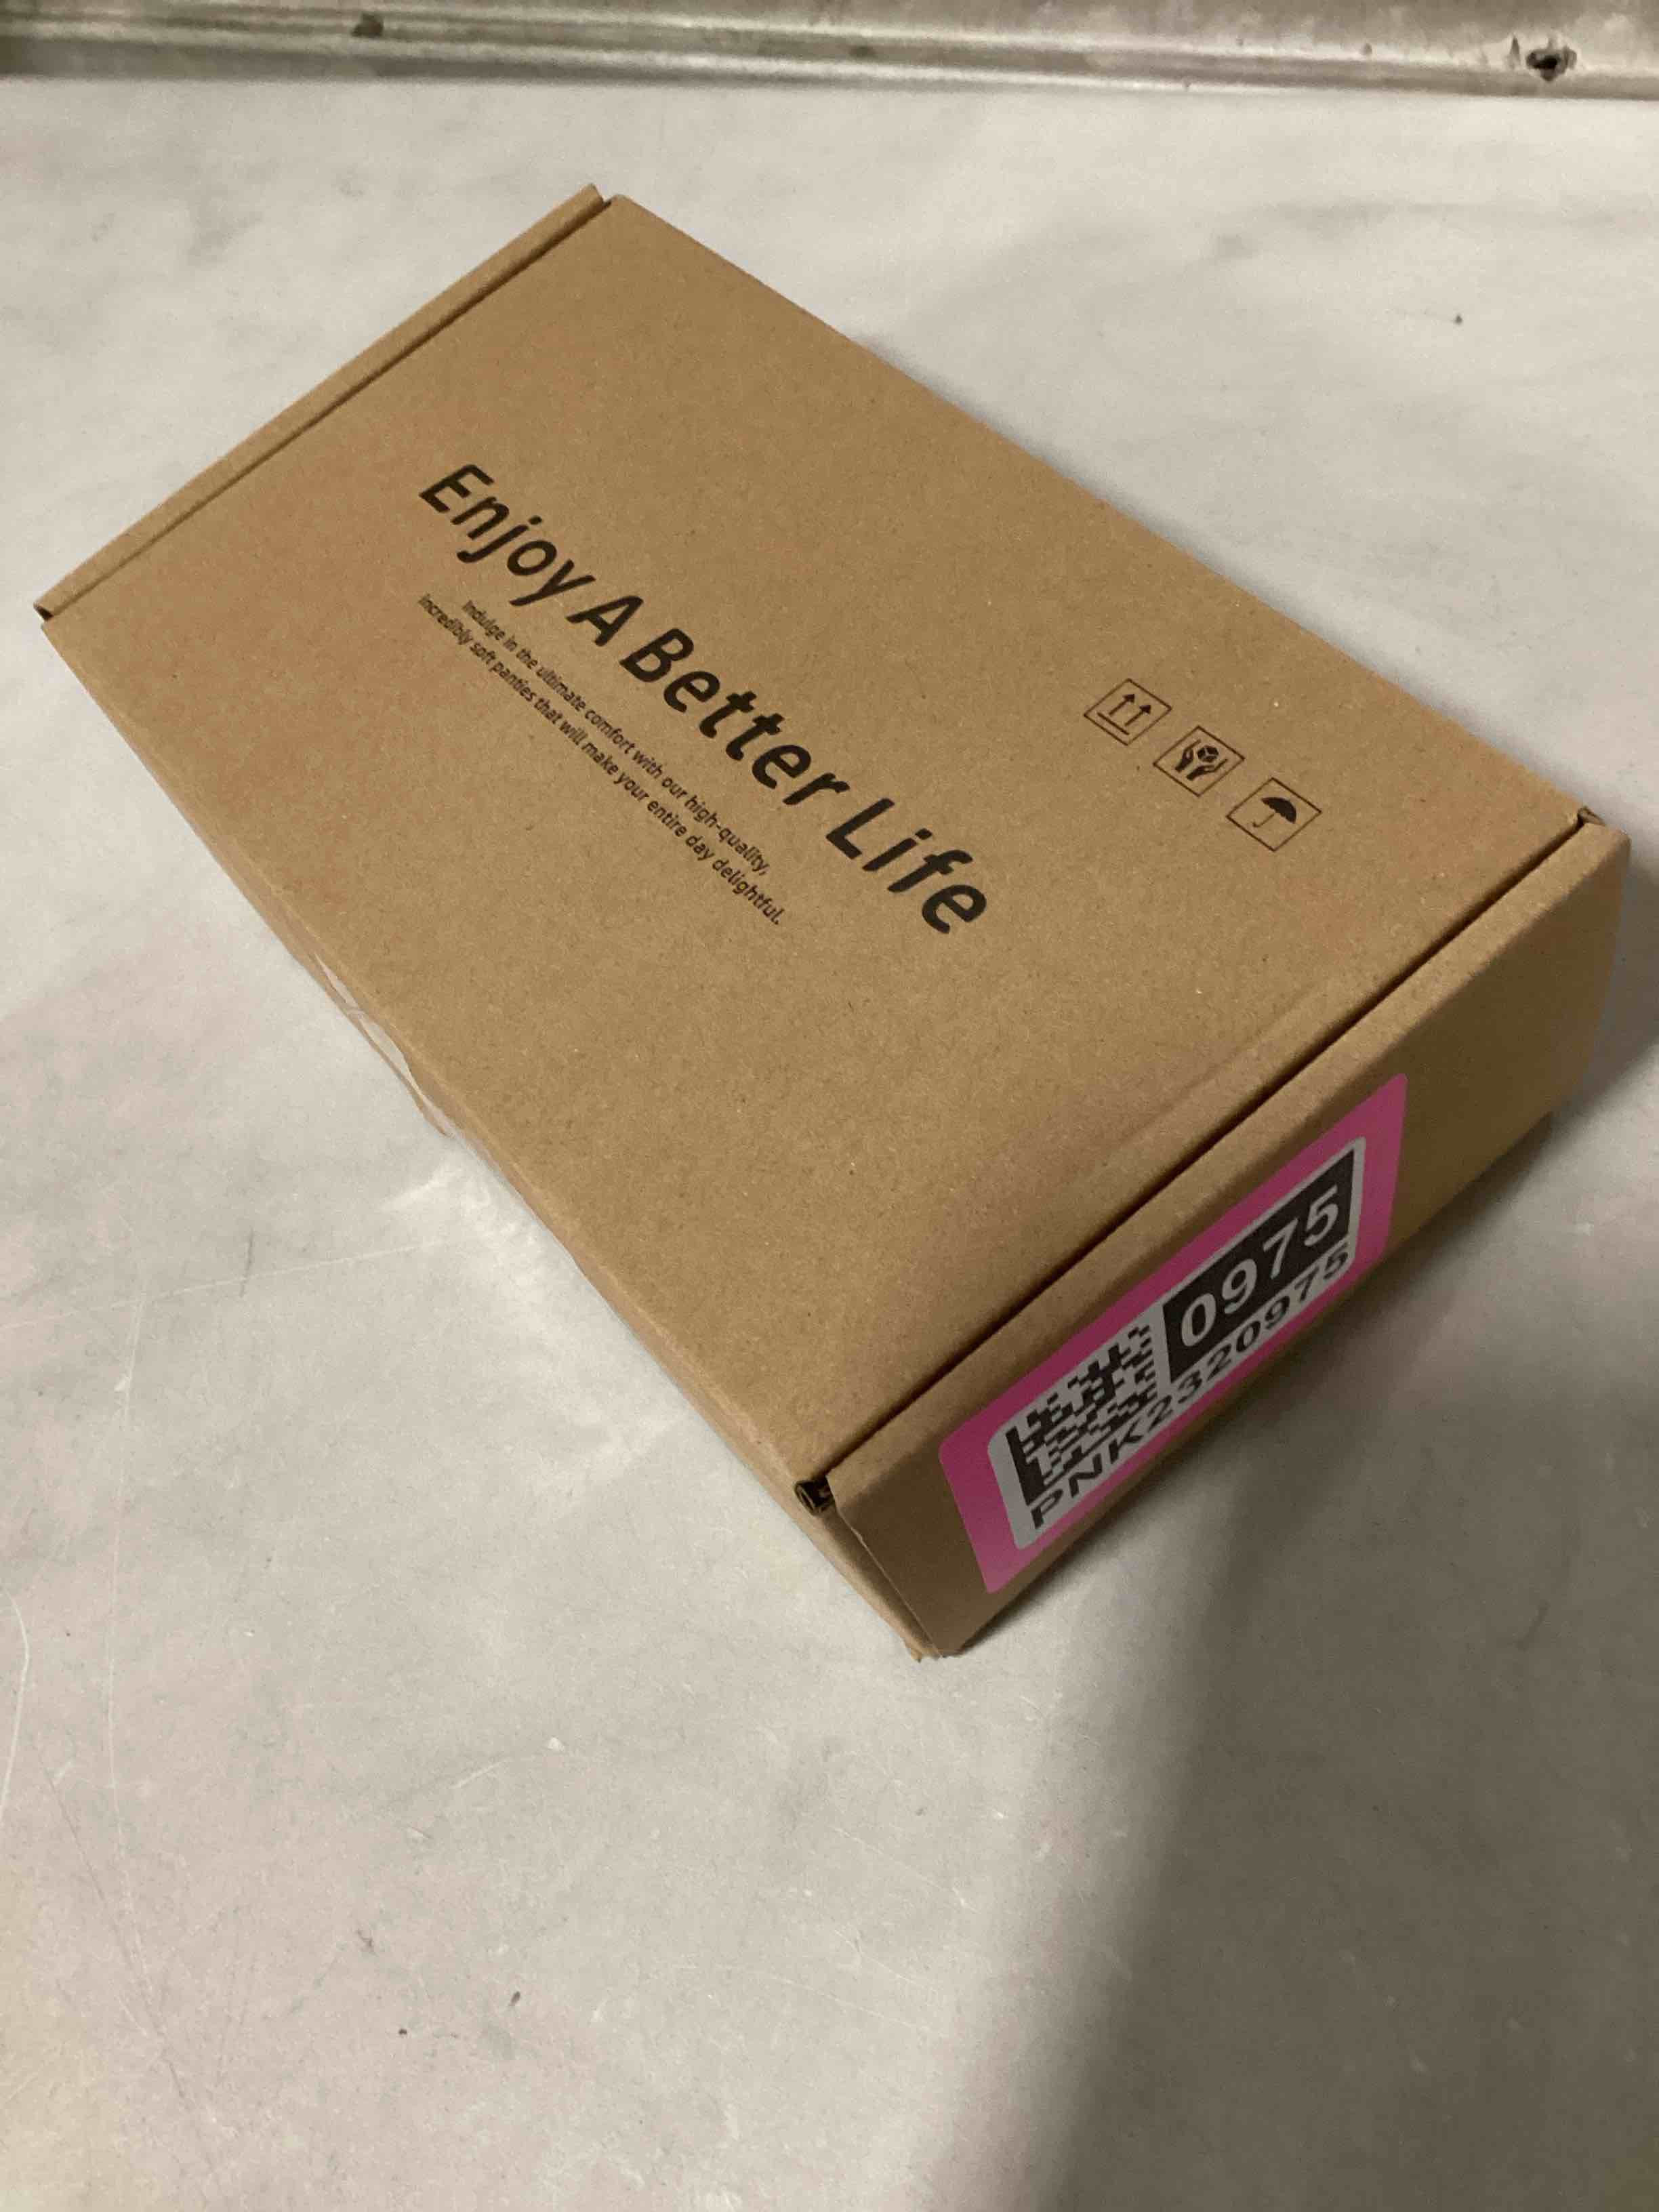 Enjoy A Better Life
Indulge in the ultimate comfort with our high-quality,
incredibly soft panties that will make your entire day delightful.
0975
PNK2320975